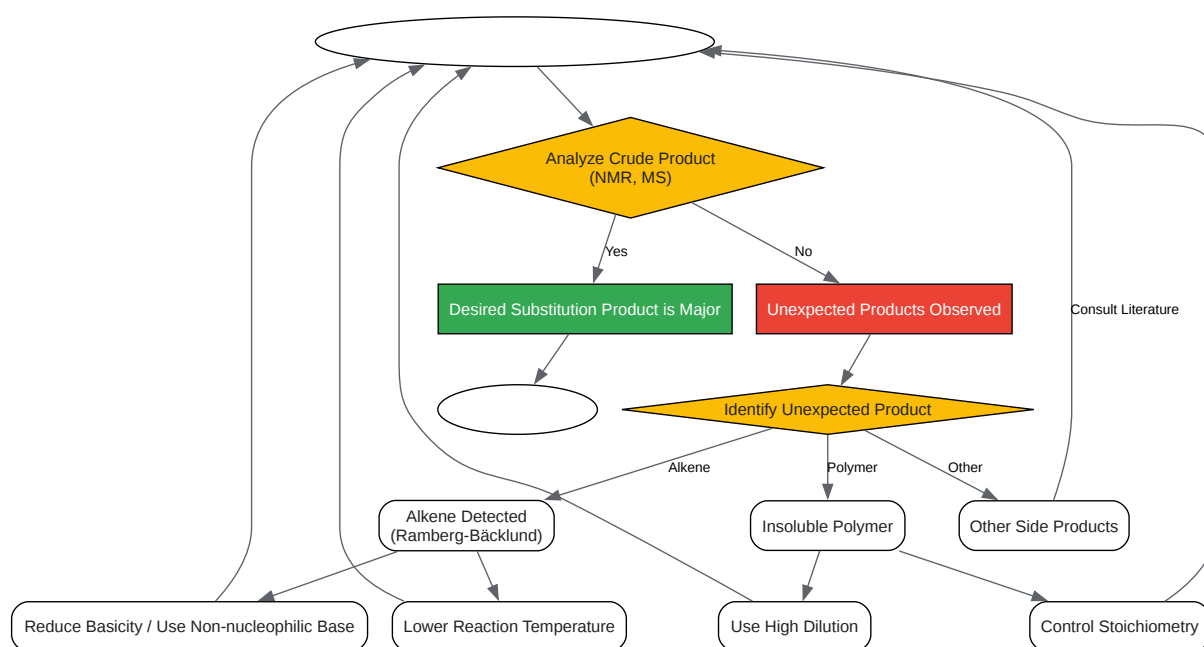 Analyze Crude Product
(NMR, MS)
Yes
No
Desired Substitution Product is Major
Unexpected Products Observed
Consult Literature
Identify Unexpected Product
Alkene
Polymer
Other
Alkene Detected
(Ramberg-Bäcklund)
Insoluble Polymer
Other Side Products
Reduce Basicity / Use Non-nucleophilic Base
Lower Reaction Temperature
Use High Dilution
Control Stoichiometry